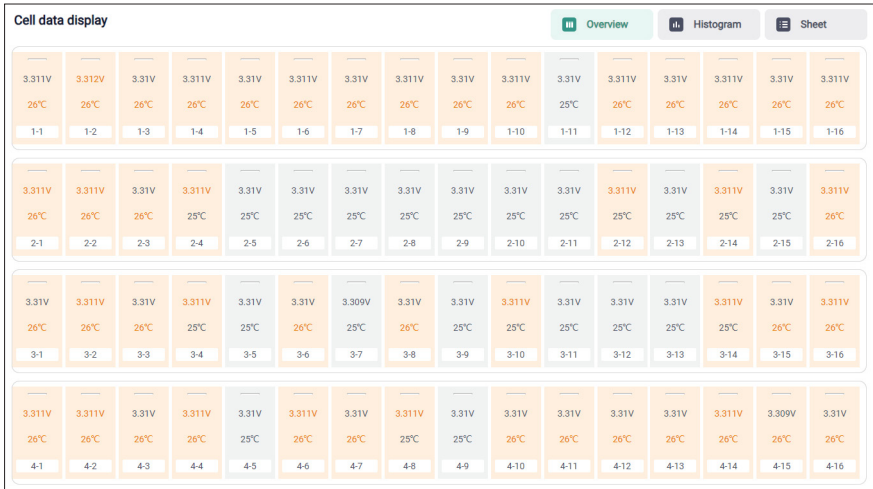 Cell data display Overview Histogram Sheet
3.311V 3.312V 3.31V 3.311V 3.31V 3.311V 3.31V 3.311V 3.31V 3.311V 3.31V 3.311V 3.31V 3.311V 3.31V 3.311V
26℃ 26℃ 26℃ 26℃ 26℃ 26℃ 26℃ 26℃ 26℃ 26℃ 25℃ 26℃ 26℃ 26℃ 26℃ 26℃
1-1 1-2 1-3 1-4 1-5 1-6 1-7 1-8 1-9 1-10 1-11 1-12 1-13 1-14 1-15 1-16
3.311V 3.311V 3.31V 3.311V 3.31V 3.31V 3.31V 3.31V 3.31V 3.31V 3.31V 3.311V 3.31V 3.311V 3.31V 3.311V
26℃ 26℃ 26℃ 25℃ 25℃ 25℃ 25℃ 25℃ 25℃ 25℃ 25℃ 25℃ 25℃ 25℃ 25℃ 26℃
2-1 2-2 2-3 2-4 2-5 2-6 2-7 2-8 2-9 2-10 2-11 2-12 2-13 2-14 2-15 2-16
3.31V 3.311V 3.31V 3.311V 3.31V 3.31V 3.309V 3.31V 3.31V 3.311V 3.31V 3.31V 3.31V 3.311V 3.31V 3.311V
26℃ 26℃ 26℃ 25℃ 25℃ 26℃ 25℃ 26℃ 25℃ 25℃ 25℃ 25℃ 25℃ 25℃ 26℃ 26℃
3-1 3-2 3-3 3-4 3-5 3-6 3-7 3-8 3-9 3-10 3-11 3-12 3-13 3-14 3-15 3-16
3.311V 3.311V 3.31V 3.311V 3.31V 3.311V 3.31V 3.311V 3.31V 3.31V 3.31V 3.31V 3.31V 3.311V 3.309V 3.31V
26℃ 26℃ 26℃ 26℃ 25℃ 26℃ 26℃ 25℃ 25℃ 26℃ 26℃ 26℃ 26℃ 26℃ 26℃ 26℃
4-1 4-2 4-3 4-4 4-5 4-6 4-7 4-8 4-9 4-10 4-11 4-12 4-13 4-14 4-15 4-16